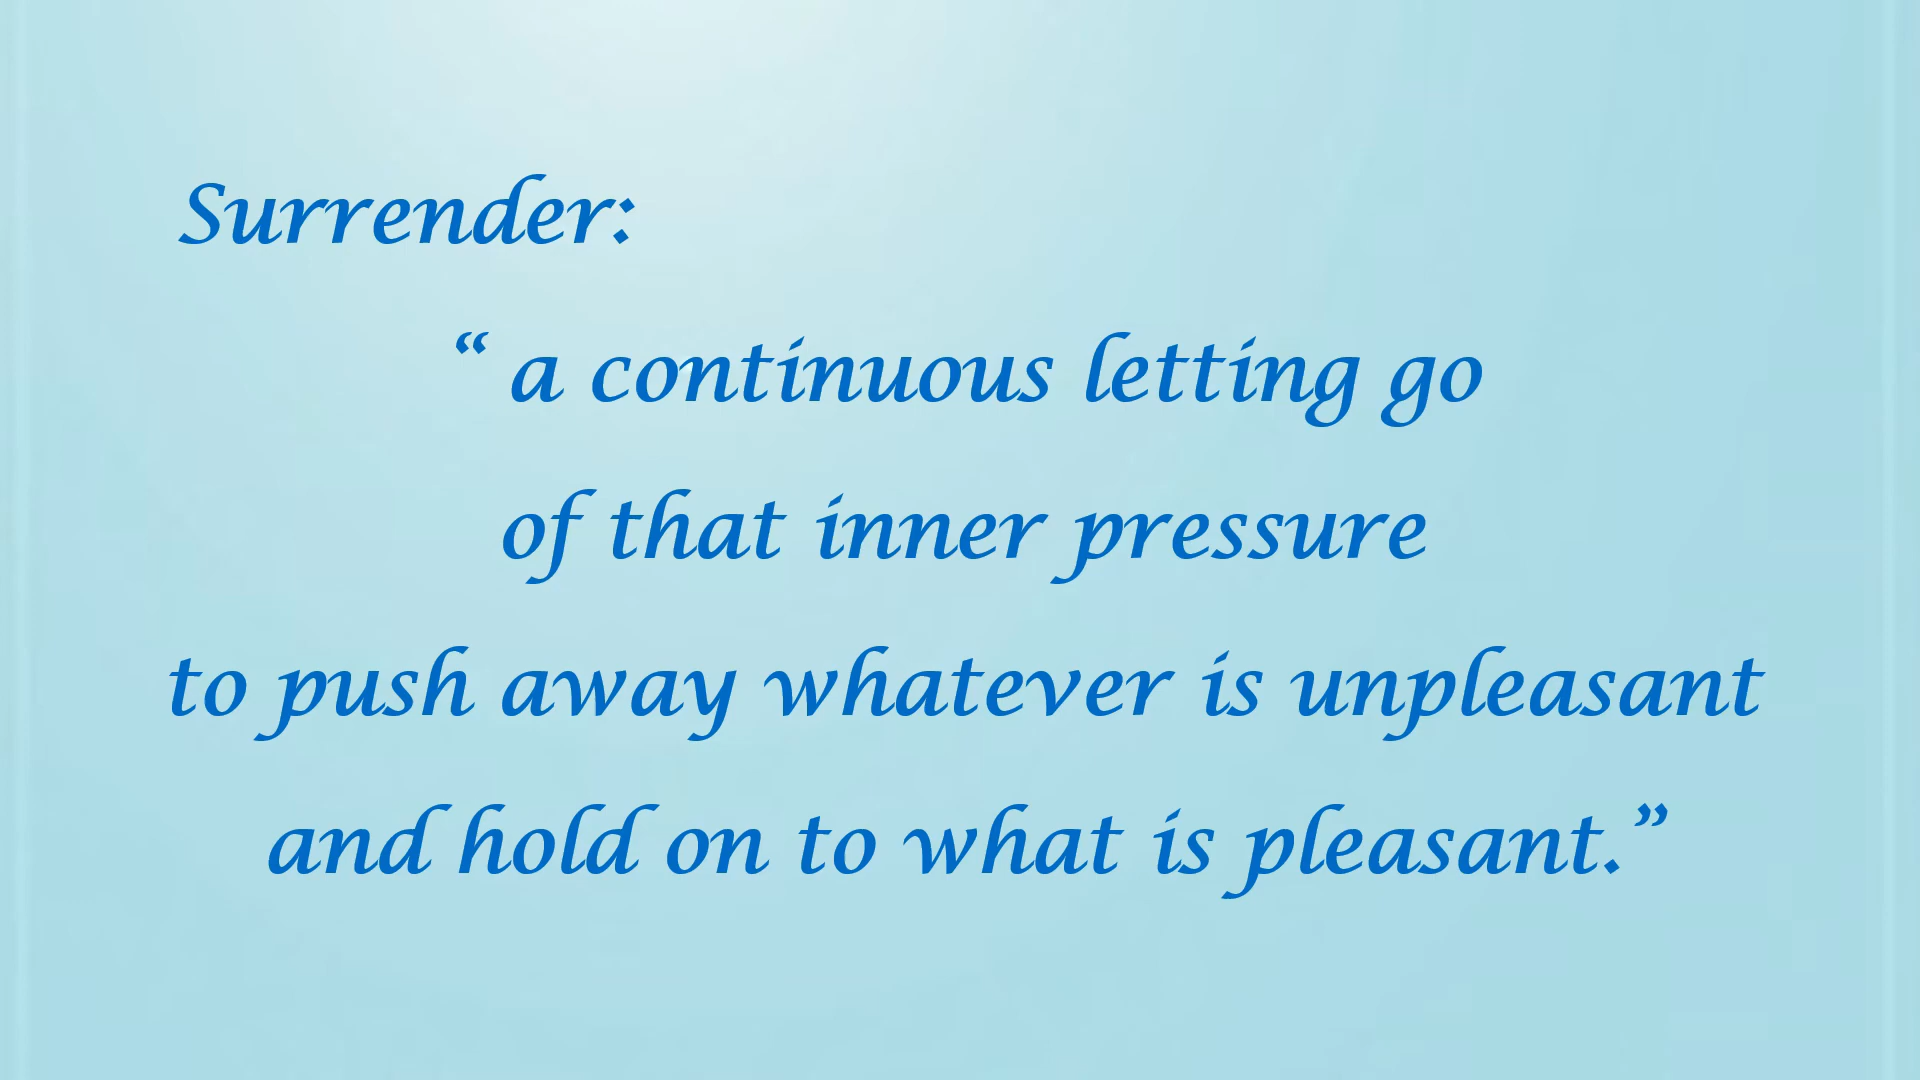 Surrender:
“ a continuous letting go
of that inner pressure
to push away whatever is unpleasant
and hold on to what is pleasant.”